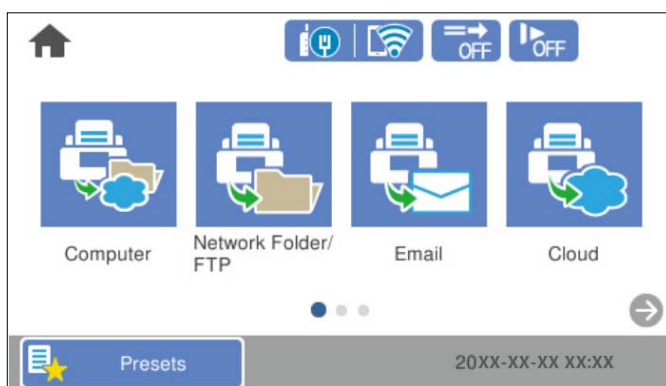 OFF OFF
Computer Network Folder/ Email Cloud
FTP
Presets 20XX-XX-XX XX:XX